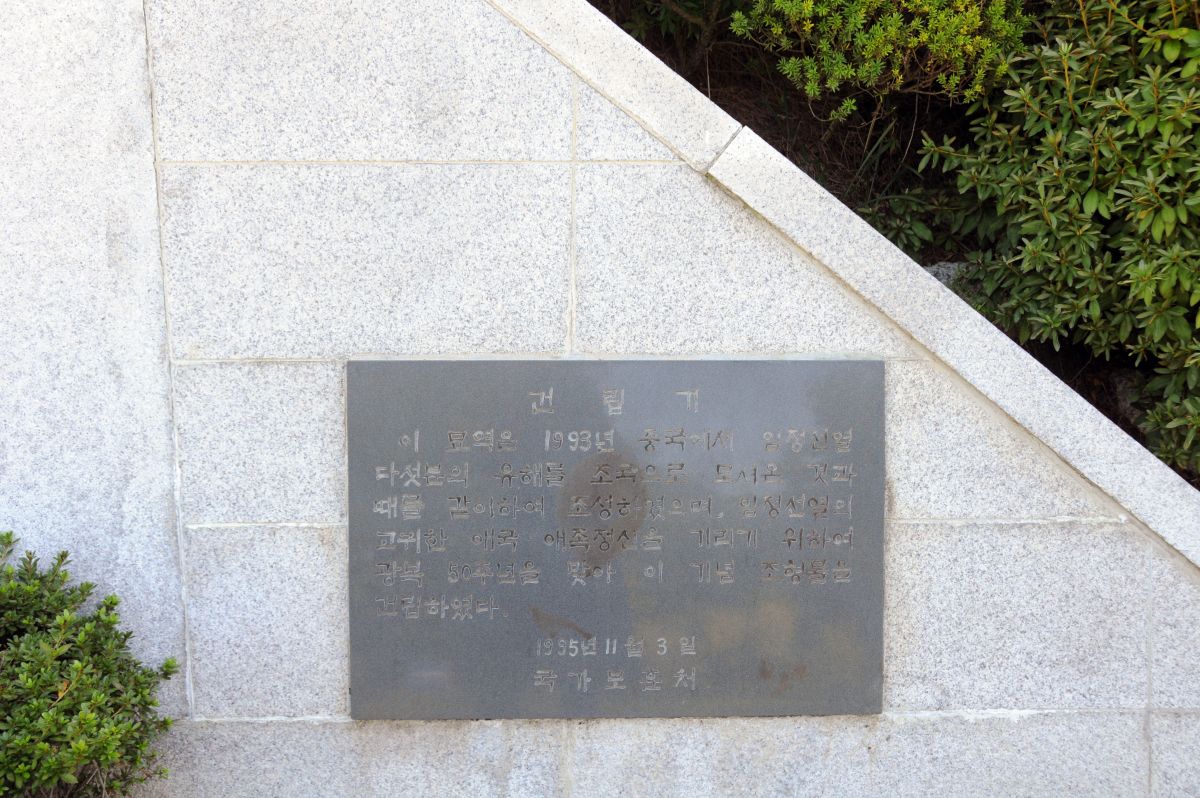 건 립 기
이 묘역은 1993년 중국에서 임정선열
다섯분의 유해를 조국으로 모셔온 것과
때를 같이하여 조성하였으며, 임정선열의
고귀한 애국 애족정신을 기리기 위하여
광복 50주년을 맞아 이 기념 조형물을
건립하였다.
1995년 11월 3일
국가보훈처